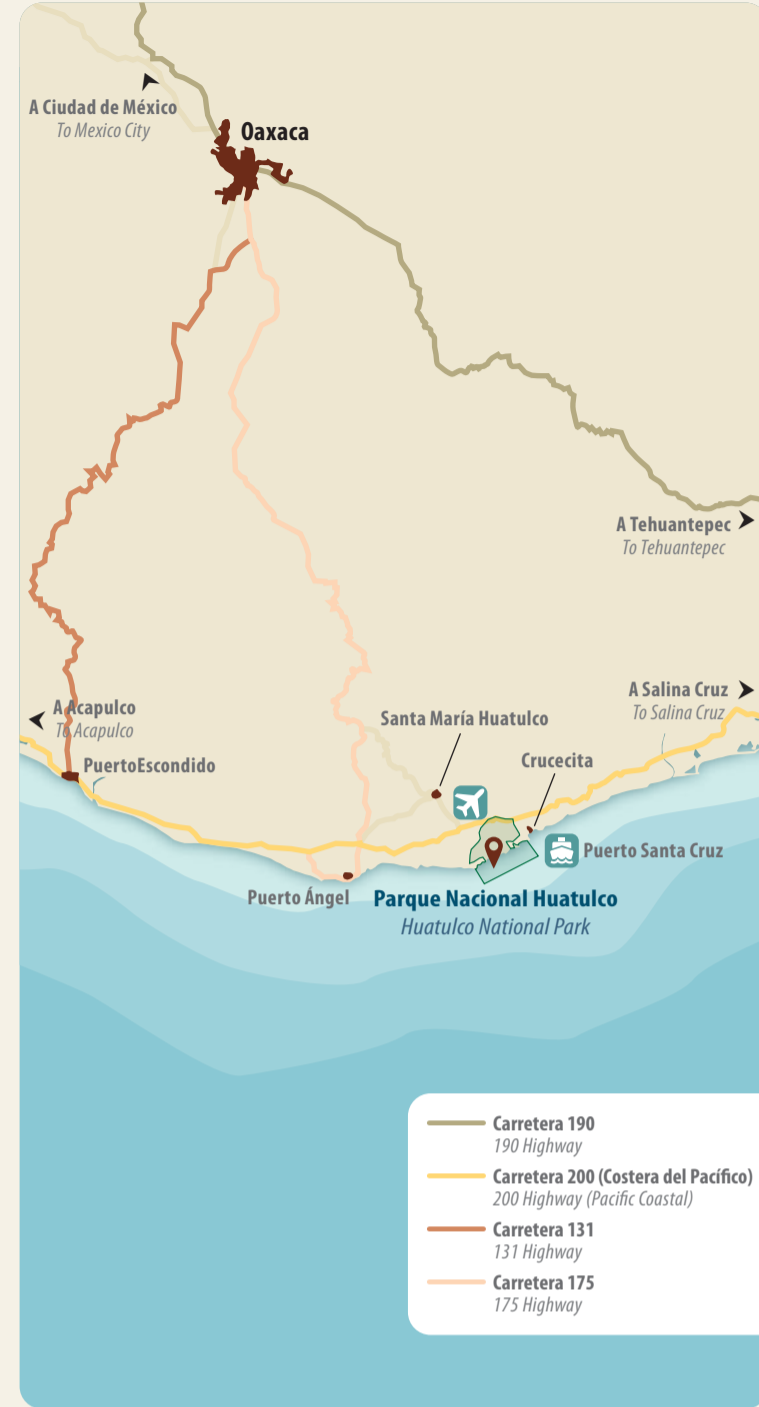 A Ciudad de México
To Mexico City
Oaxaca
A Tehuantepec
To Tehuantepec
A Salina Cruz
To Salina Cruz
A Acapulco
To Acapulco
Santa María Huatulco
Crucecita
PuertoEscondido
Puerto Santa Cruz
Puerto Ángel
Parque Nacional Huatulco
Huatulco National Park
Carretera 190
190 Highway
Carretera 200 (Costera del Pacífico)
200 Highway (Pacific Coastal)
Carretera 131
131 Highway
Carretera 175
175 Highway